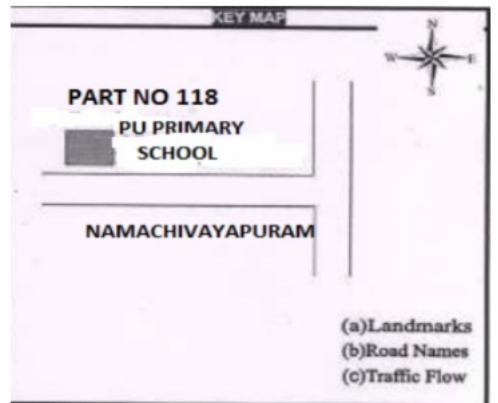 KEY MAP
N
W E
S
PART NO 118
PU PRIMARY
SCHOOL
NAMACHIVAYAPURAM
(a)Landmarks
(b)Road Names
(c)Traffic Flow